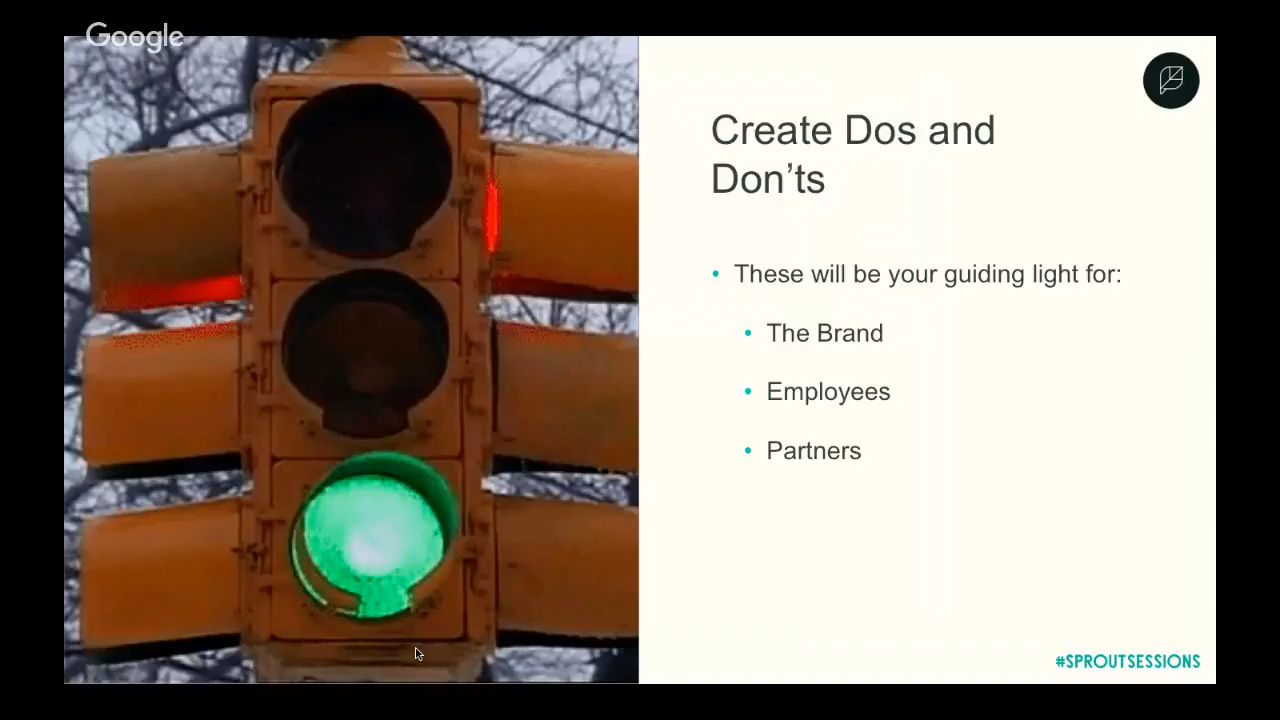 Google
Create Dos and
Don'ts
• These will be your guiding light for:
• The Brand
• Employees
• Partners
#SPROUTSESSIONS